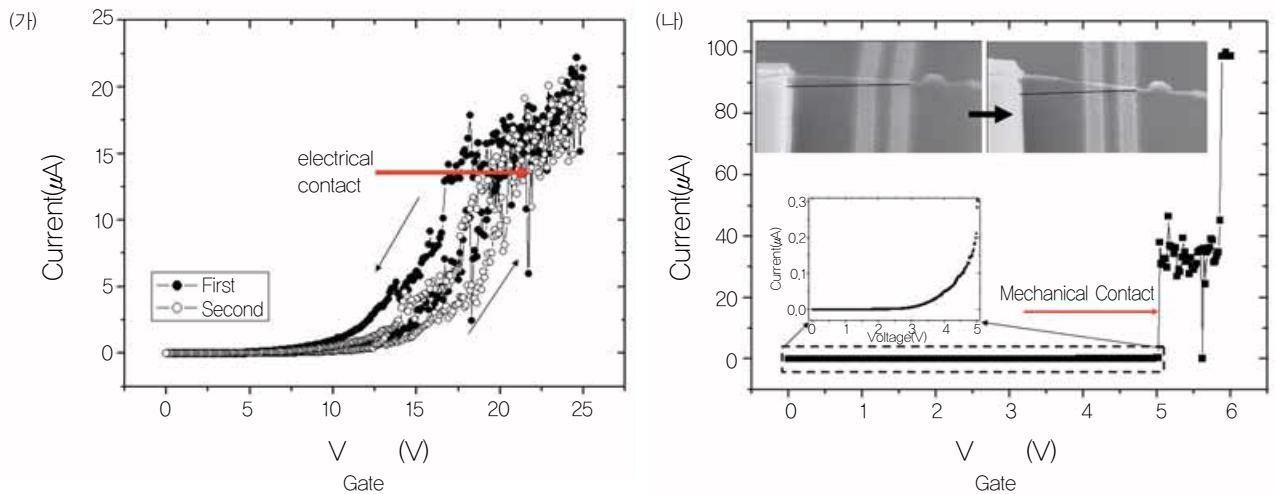 (가)
25
20
15
10
5
0
Current(μA)
electrical
contact
First
Second
0 5 10 15 20 25
V (V)
Gate
(나)
100
80
60
40
20
0
Current(μA)
0,3
0,2
0,1
0,0
Current(μA)
0 1 2 3 4 5
Voltage(V)
Mechanical Contact
0 1 2 3 4 5 6
V (V)
Gate